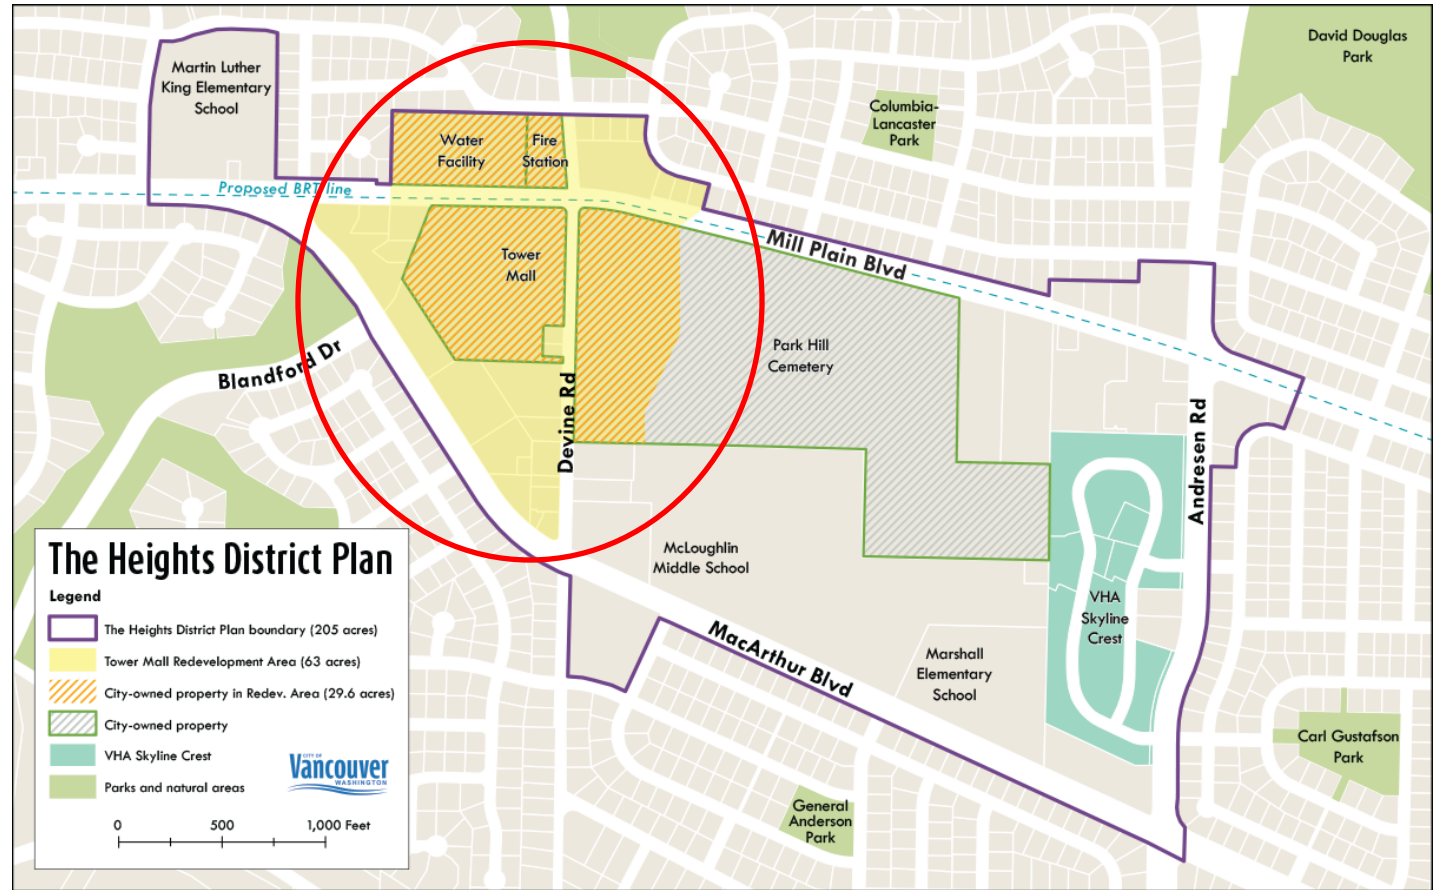 David Douglas
Park
Martin Luther
King Elementary
School
Columbia-
Lancaster
Park
Water
Facility
Fire
Station
Proposed BRT line
Mill Plain Blvd
Tower
Mall
Park Hill
Cemetery
Blandford Dr
Devine Rd
Andresen Rd
McLoughlin
Middle School
VHA
Skyline
Crest
MacArthur Blvd
Marshall
Elementary
School
Carl Gustafson
Park
General
Anderson
Park
The Heights District Plan
Legend
The Heights District Plan boundary (205 acres)
Tower Mall Redevelopment Area (63 acres)
City-owned property in Redev. Area (29.6 acres)
City-owned property
VHA Skyline Crest
Parks and natural areas
CITY OF
Vancouver
WASHINGTON
0 500 1,000 Feet